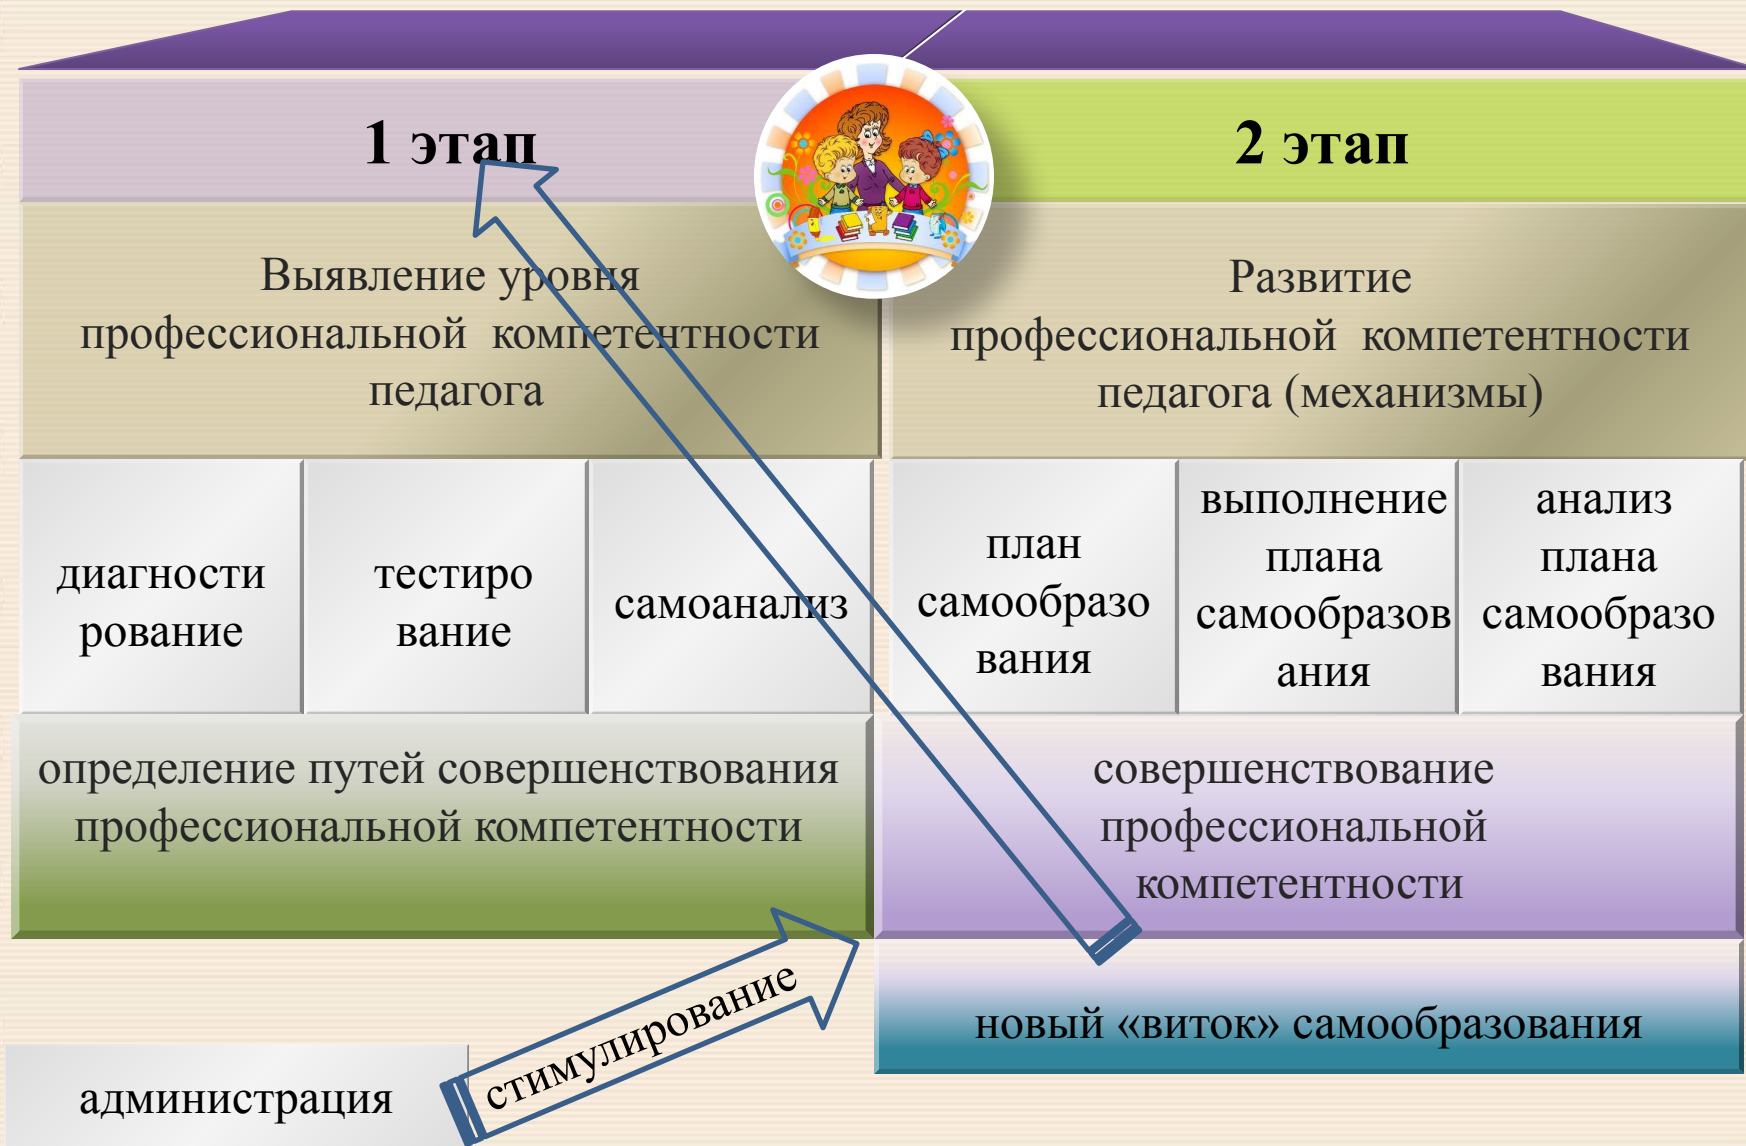 1 этап
Выявление уровня
профессиональной  компетентности
педагога
диагности
рование
тестиро
вание
самоанализ
определение путей совершенствования
профессиональной компетентности
2 этап
Развитие
профессиональной  компетентности
педагога (механизмы)
план
самообразо
вания
выполнение
плана
самообразов
ания
анализ
плана
самообразо
вания
совершенствование
профессиональной
компетентности
новый «виток» самообразования
стимулирование
администрация